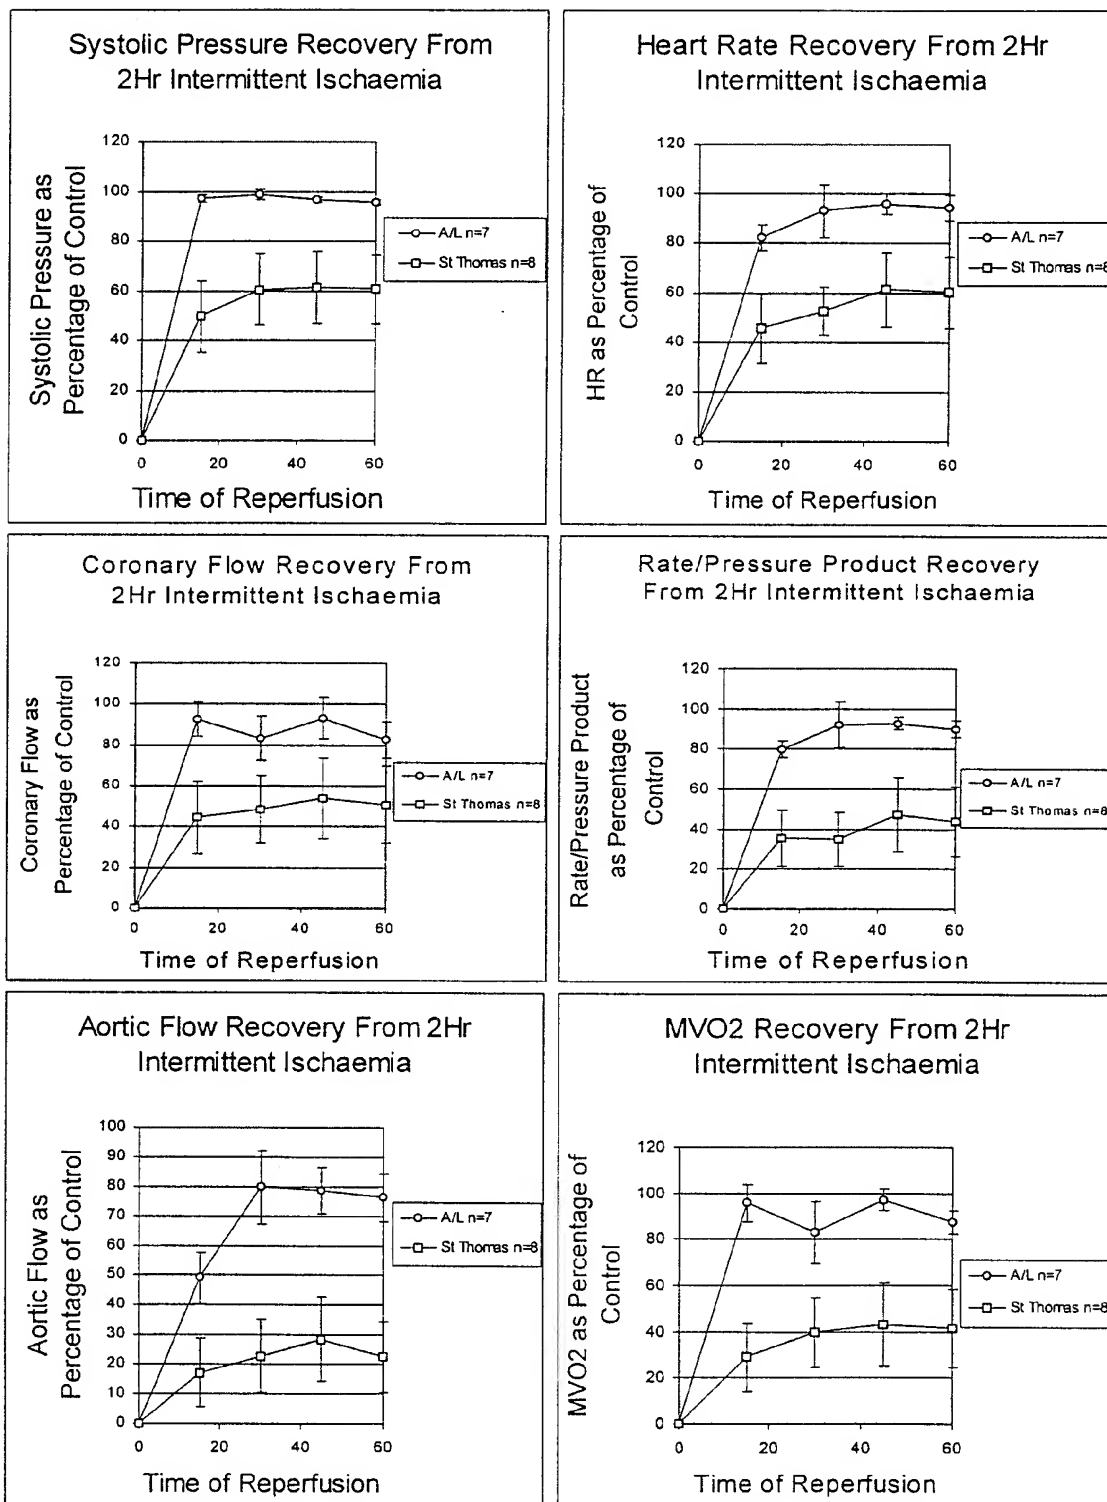 Systolic Pressure Recovery From
2Hr Intermittent Ischaemia
Systolic Pressure as
Percentage of Control
120
100
80
60
40
20
0
0 20 40 60
Time of Reperfusion
A/L n=7
St Thomas n=8
Heart Rate Recovery From 2Hr
Intermittent Ischaemia
HR as Percentage of
Control
120
100
80
60
40
20
0
0 20 40 60
Time of Reperfusion
A/L n=7
St Thomas n=8
Coronary Flow Recovery From
2Hr Intermittent Ischaemia
Coronary Flow as
Percentage of Control
120
100
80
60
40
20
0
0 20 40 60
Time of Reperfusion
A/L n=7
St Thomas n=8
Rate/Pressure Product Recovery
From 2Hr Intermittent Ischaemia
Rate/Pressure Product
as Percentage of
Control
120
100
80
60
40
20
0
0 20 40 60
Time of Reperfusion
A/L n=7
St Thomas n=8
Aortic Flow Recovery From 2Hr
Intermittent Ischaemia
Aortic Flow as
Percentage of Control
100
90
80
70
60
50
40
30
20
10
0
0 20 40 60
Time of Reperfusion
A/L n=7
St Thomas n=8
MVO2 Recovery From 2Hr
Intermittent Ischaemia
MVO2 as Percentage of
Control
120
100
80
60
40
20
0
0 20 40 60
Time of Reperfusion
A/L n=7
St Thomas n=8